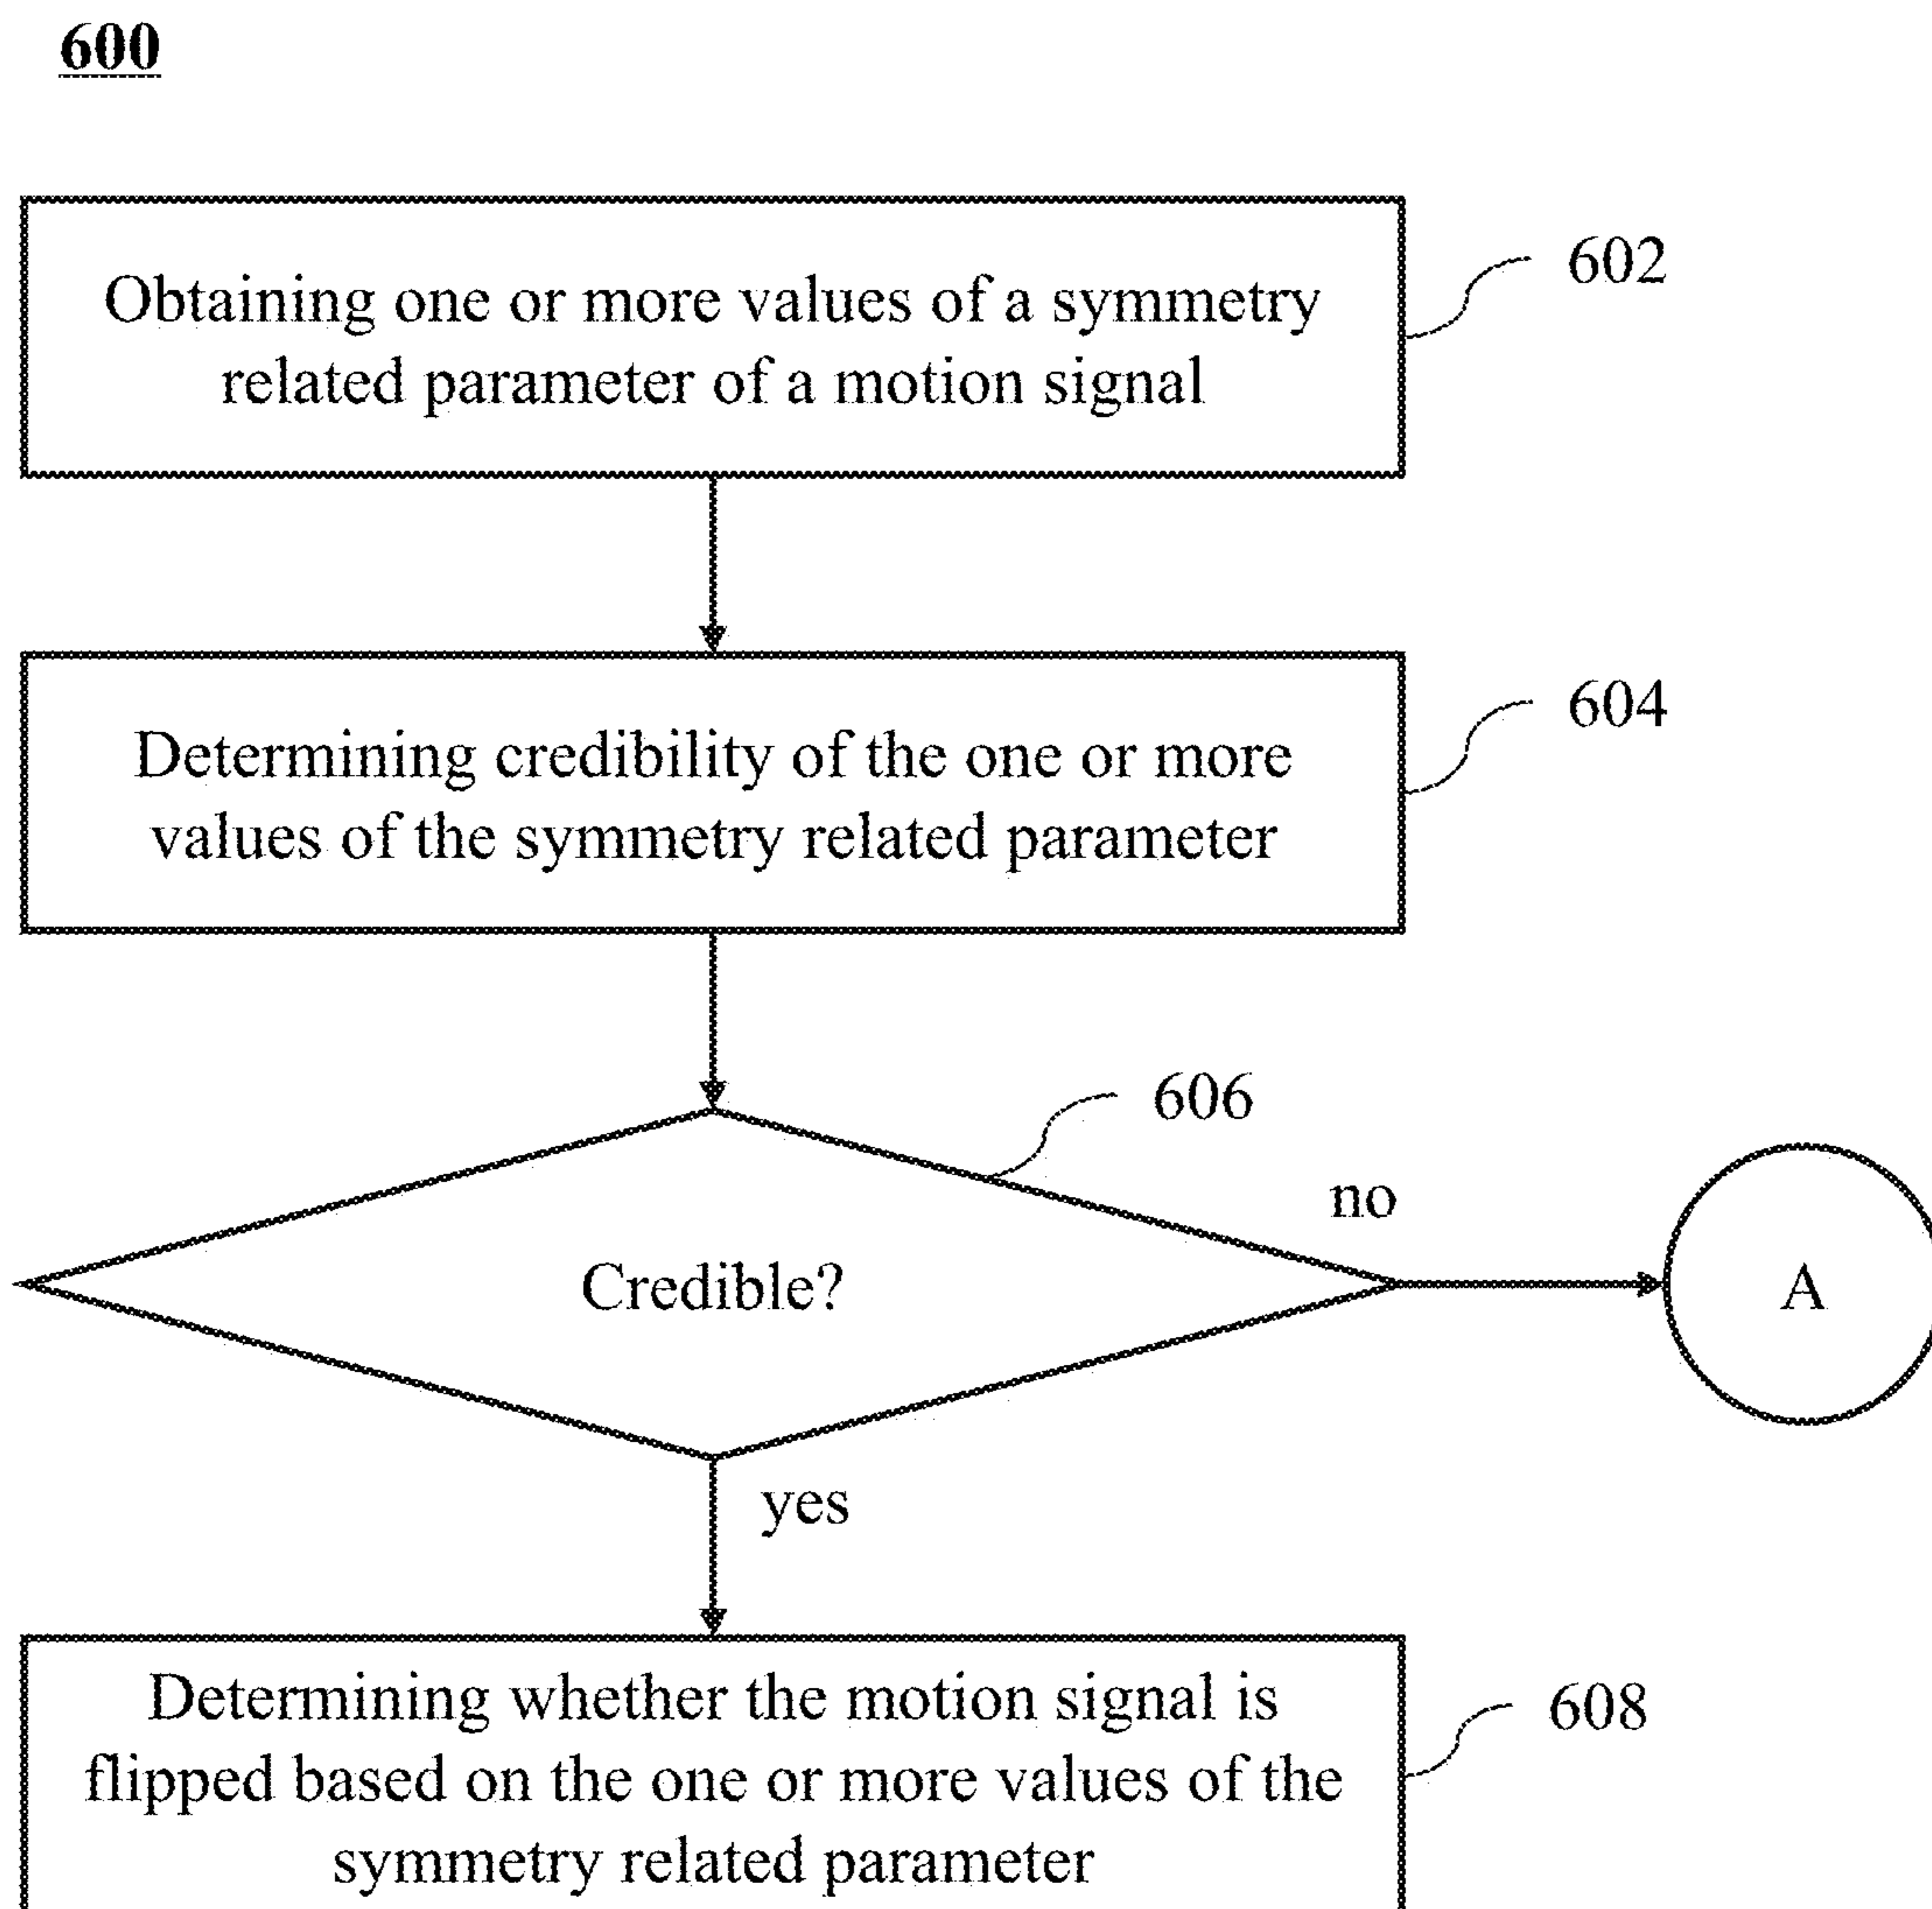 600
Obtaining one or more values of a symmetry
related parameter of a motion signal
602
Determining credibility of the one or more
values of the symmetry related parameter
604
606
Credible?
no
A
yes
Determining whether the motion signal is
flipped based on the one or more values of the
symmetry related parameter
608